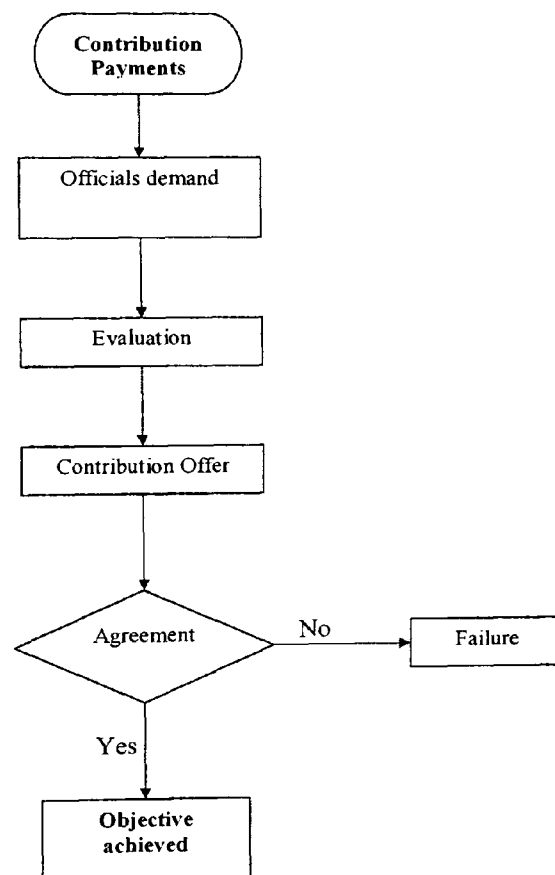 Contribution
Payments
Officials demand
Evaluation
Contribution Offer
Agreement
No
Failure
Yes
Objective
achieved